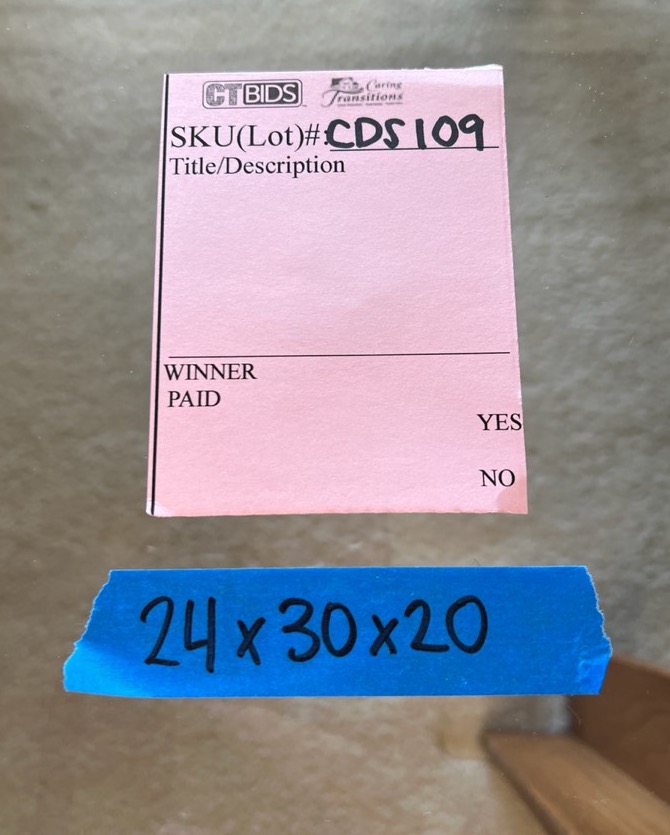 CTBIDS
Caring
Transitions
SKU(Lot)#:CDS109
Title/Description
WINNER
PAID
YES
NO
24x30x20